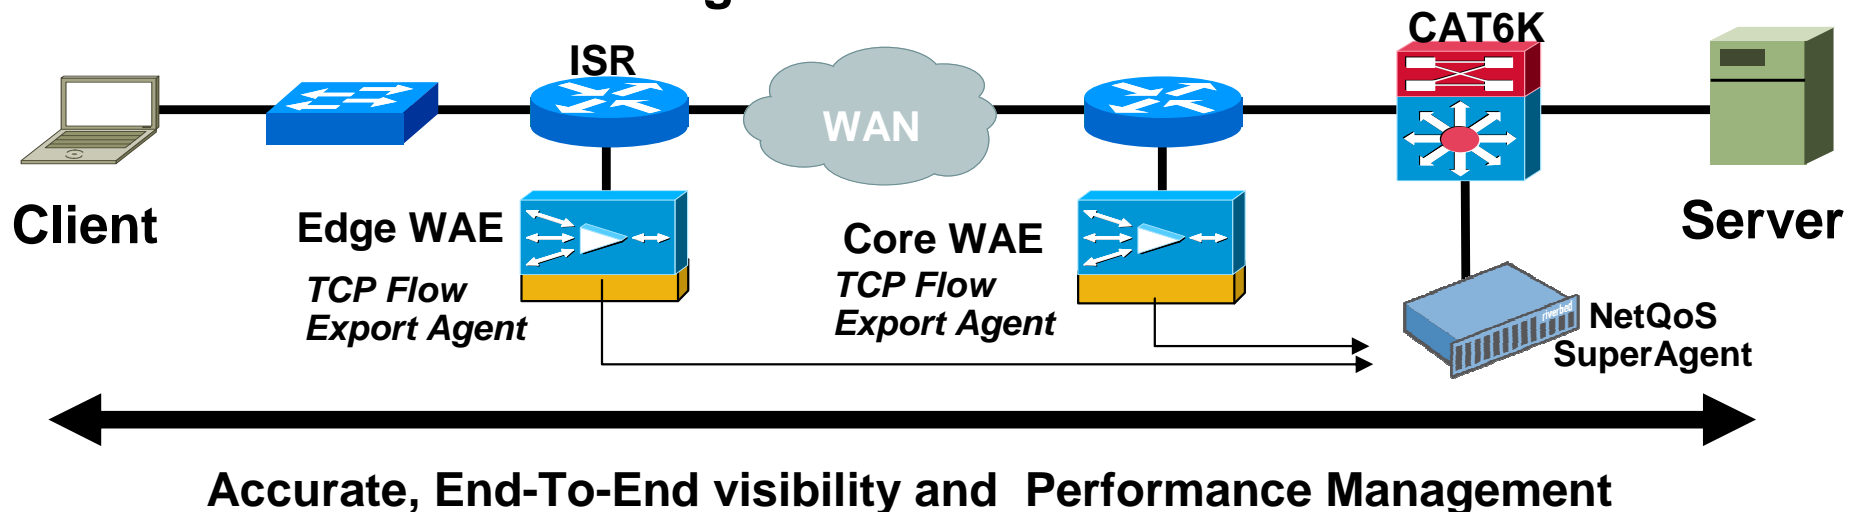 CAT6K
ISR
WAN
Client
Edge WAE
TCP Flow
Export Agent
Core WAE
TCP Flow
Export Agent
Server
riverbed
NetQoS
SuperAgent
Accurate, End-To-End visibility and Performance Management